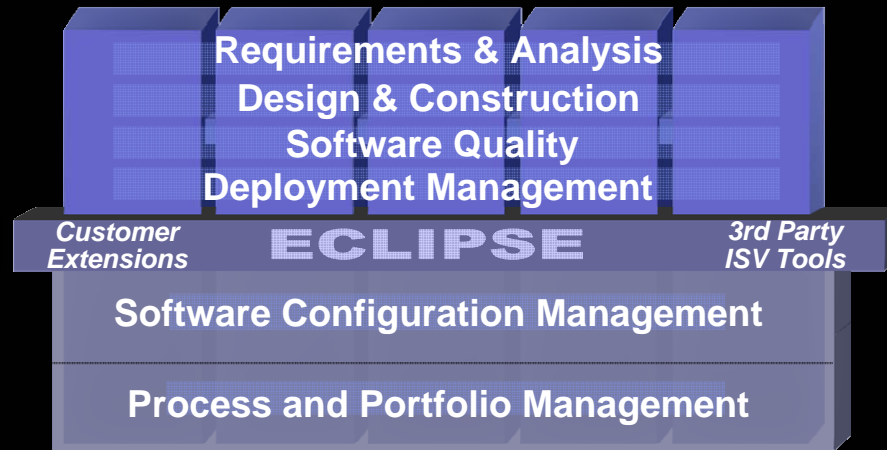 Requirements & Analysis
Design & Construction
Software Quality
Deployment Management
Customer
Extensions
ECLIPSE
3rd Party
ISV Tools
Software Configuration Management
Process and Portfolio Management